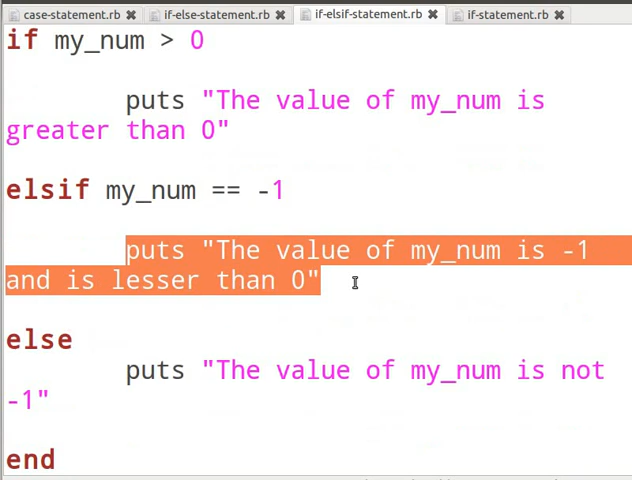 case-statement.rb if-else-statement.rb if-elsif-statement.rb if-statement.rb
if my_num > 0
puts "The value of my_num is
greater than 0"
elsif my_num == -1
puts "The value of my_num is -1
and is lesser than 0"
else
puts "The value of my_num is not
-1"
end